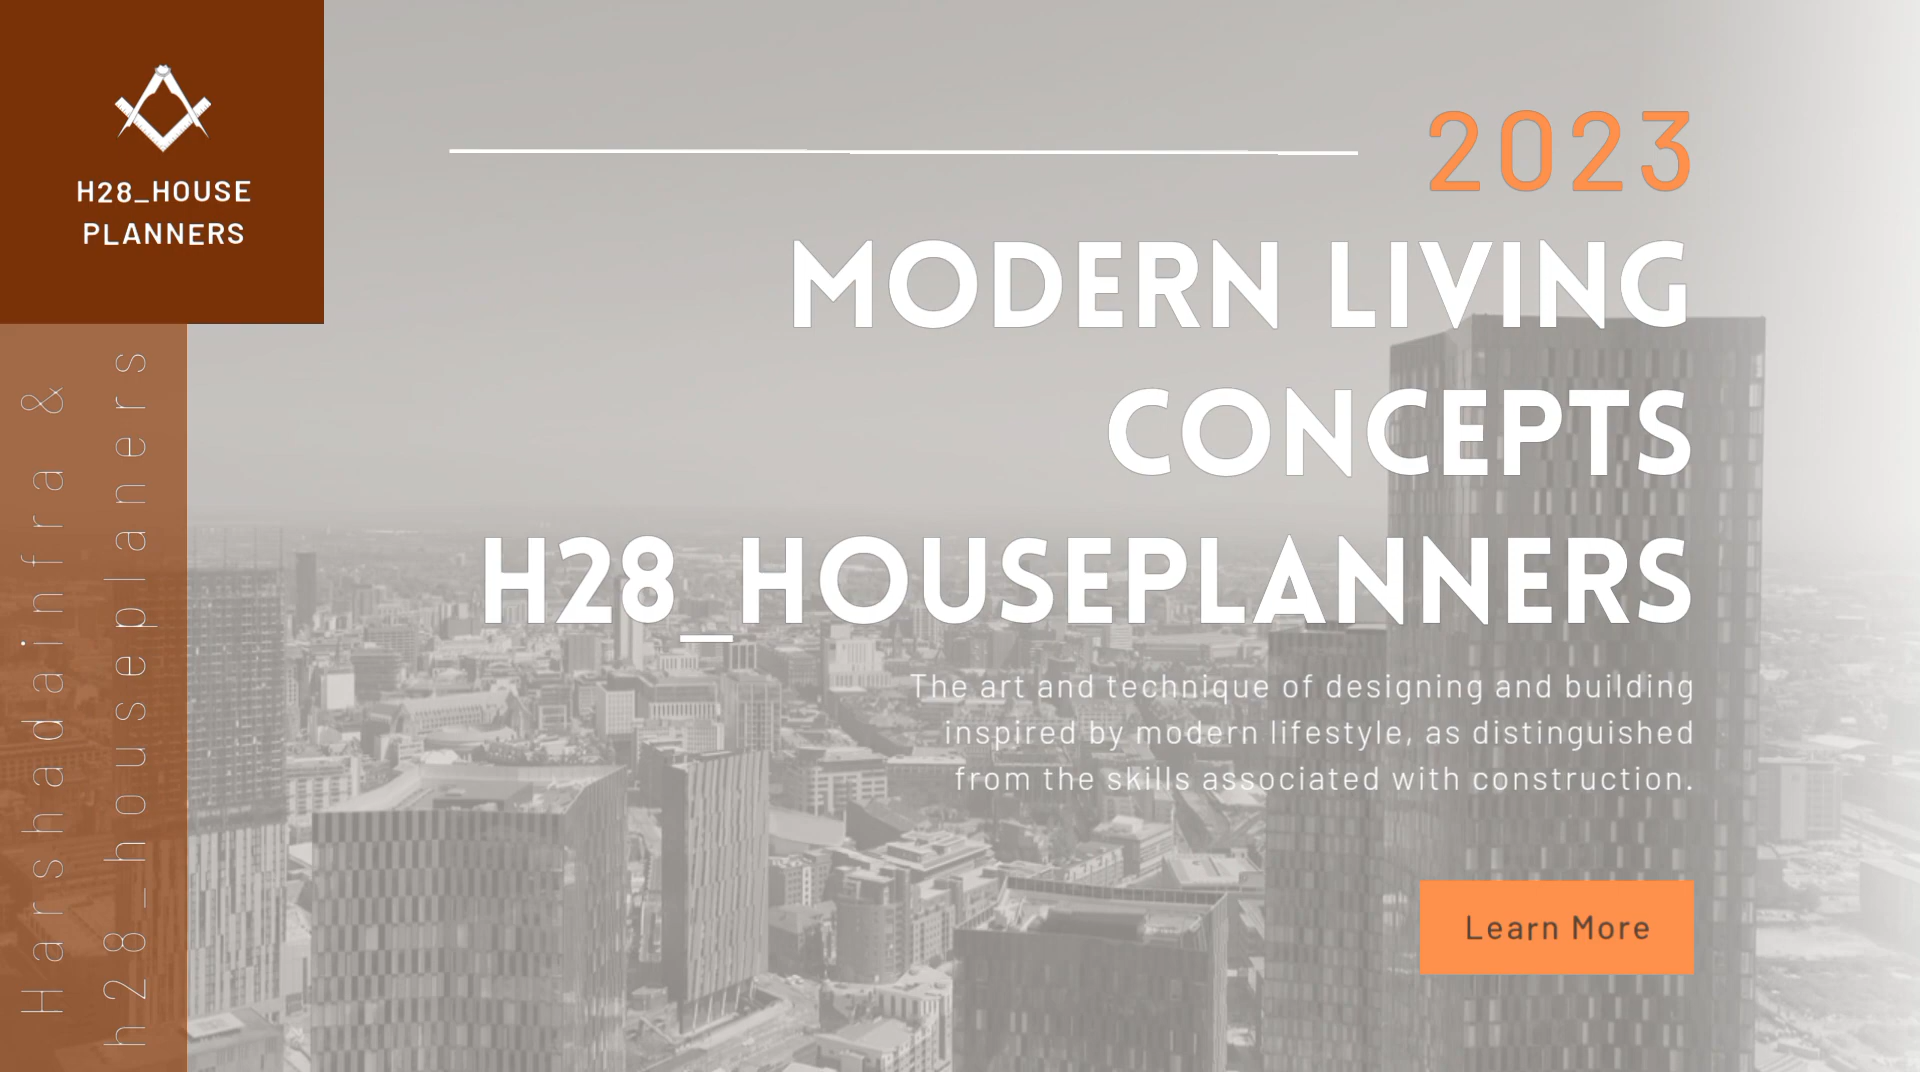 H28_HOUSE
PLANNERS
2023
MODERN LIVING
CONCEPTS
H28_HOUSEPLANNERS
The art and technique of designing and building
inspired by modern lifestyle, as distinguished
from the skills associated with construction.
Learn More
Harshadainfra &
h28_houseplaners